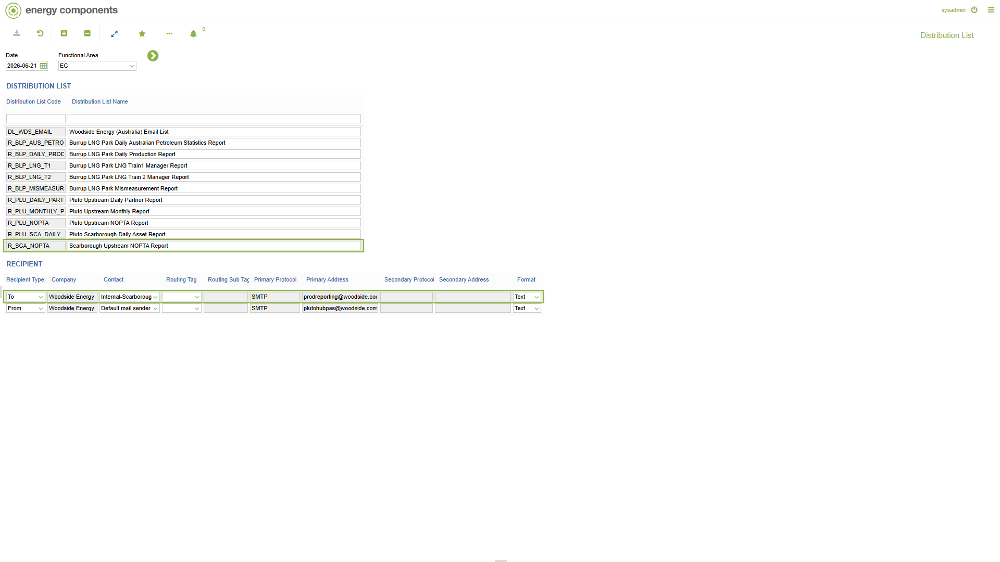 energy components
sysadmin
0
Distribution List
Date Functional Area
2026-06-21 EC
DISTRIBUTION LIST
Distribution List Code Distribution List Name
DL_WDS_EMAIL Woodside Energy (Australia) Email List
R_BLP_AUS_PETRO Burrup LNG Park Daily Australian Petroleum Statistics Report
R_BLP_DAILY_PROD Burrup LNG Park Daily Production Report
R_BLP_LNG_T1 Burrup LNG Park LNG Train1 Manager Report
R_BLP_LNG_T2 Burrup LNG Park LNG Train 2 Manager Report
R_BLP_MISMEASUR Burrup LNG Park Mismeasurement Report
R_PLU_DAILY_PARTI Pluto Upstream Daily Partner Report
R_PLU_MONTHLY_P Pluto Upstream Monthly Report
R_PLU_NOPTA Pluto Upstream NOPTA Report
R_PLU_SCA_DAILY_ Pluto Scarborough Daily Asset Report
R_SCA_NOPTA Scarborough Upstream NOPTA Report
RECIPIENT
Recipient Type Company Contact Routing Tag Routing Sub Tag Primary Protocol Primary Address Secondary Protocol Secondary Address Format
To Woodside Energy Internal-Scarboroug SMTP prodreporting@woodside.co Text
From Woodside Energy Default mail sender SMTP plutohubpas@woodside.com Text